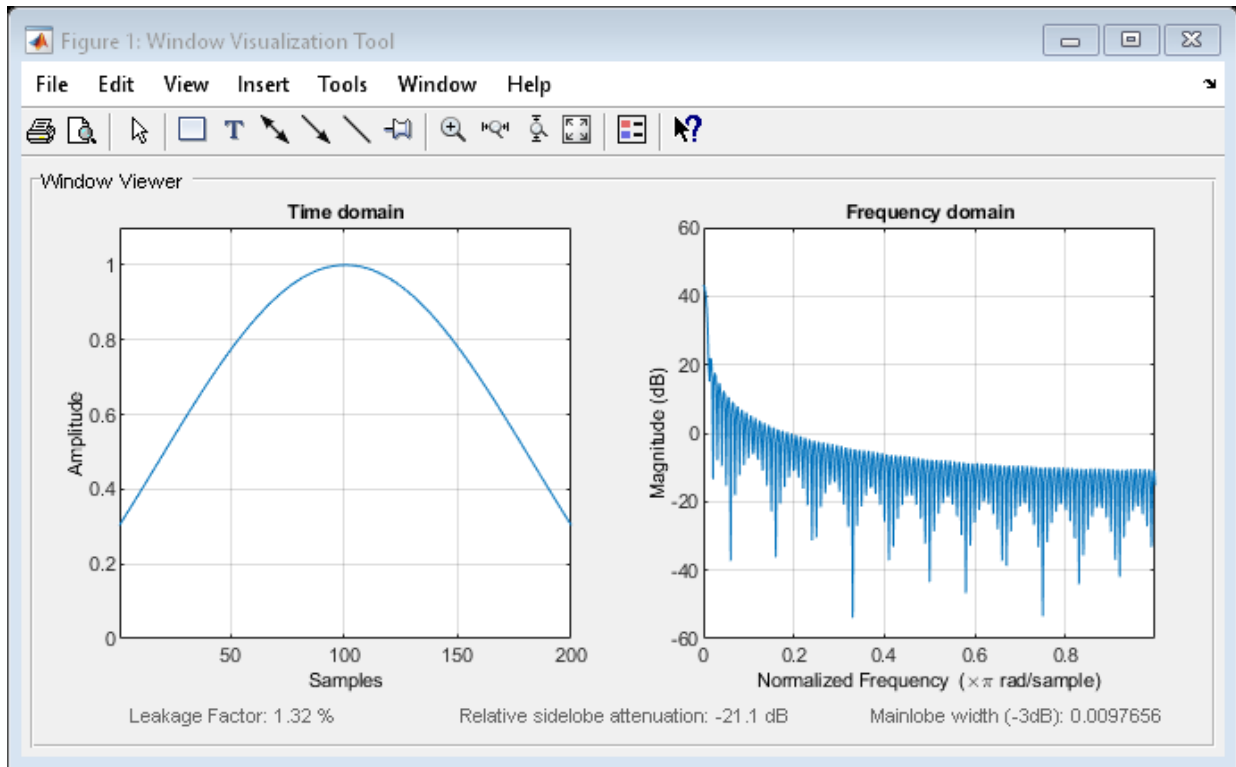 Figure 1: Window Visualization Tool
File Edit View Insert Tools Window Help
T
Window Viewer
Time domain
Amplitude
1
0.8
0.6
0.4
0.2
0
50 100 150 200
Samples
Frequency domain
Magnitude (dB)
60
40
20
0
-20
-40
-60
0 0.2 0.4 0.6 0.8
Normalized Frequency (×π rad/sample)
Leakage Factor: 1.32 %
Relative sidelobe attenuation: -21.1 dB
Mainlobe width (-3dB): 0.0097656